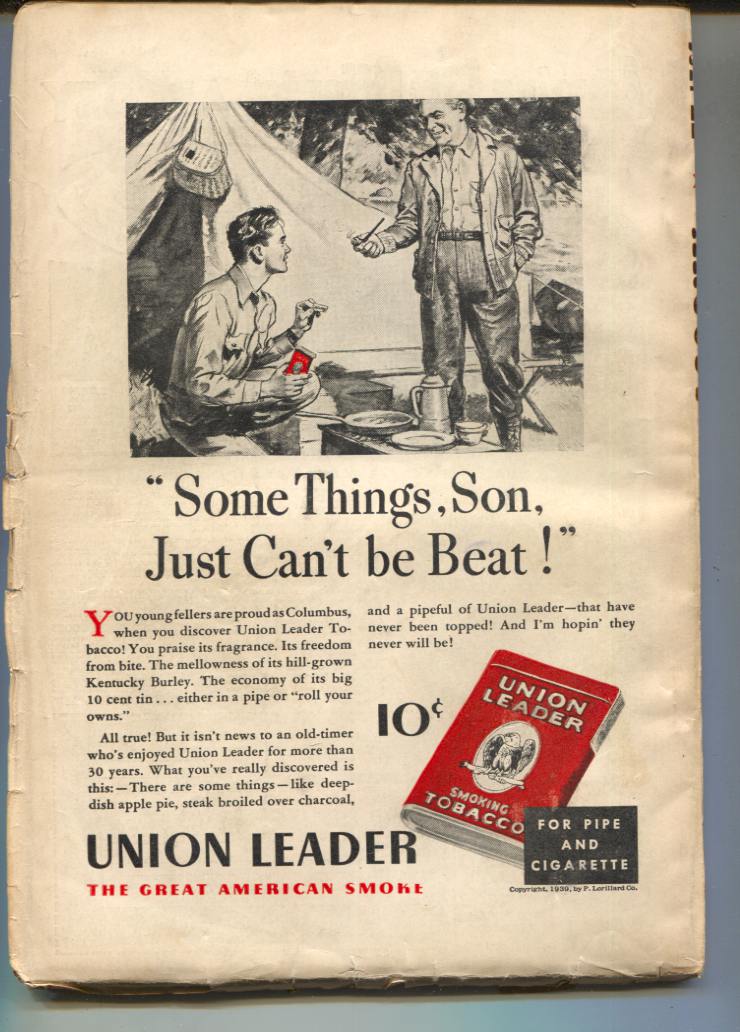 “Some Things, Son,
Just Can't be Beat!”
YOU young fellers are proud as Columbus,
when you discover Union Leader To-
bacco! You praise its fragrance. Its freedom
from bite. The mellowness of its hill-grown
Kentucky Burley. The economy of its big
10 cent tin . . . either in a pipe or “roll your
owns.”
All true! But it isn't news to an old-timer
who's enjoyed Union Leader for more than
30 years. What you've really discovered is
this:—There are some things—like deep-
dish apple pie, steak broiled over charcoal,
and a pipeful of Union Leader—that have
never been topped! And I'm hopin' they
never will be!
10¢
UNION
LEADER
SMOKING
TOBACCO
FOR PIPE
AND
CIGARETTE
UNION LEADER
THE GREAT AMERICAN SMOKE
Copyright, 1939, by P. Lorillard Co.